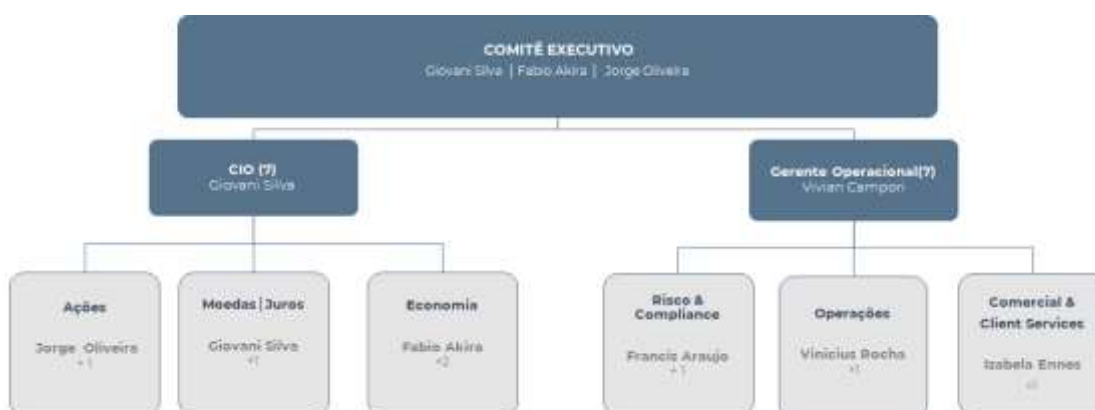 COMITÊ EXECUTIVO
Giovani Silva | Fabio Akira | Jorge Oliveira
CIO (7)
Giovani Silva
Gerente Operacional(7)
Vivian Campori
Ações
Jorge Oliveira
+ 1
Moedas | Juros
Giovani Silva
+1
Economia
Fabio Akira
+2
Risco &
Compliance
Francis Araujo
+ 1
Operações
Vinicius Rocha
+1
Comercial &
Client Services
Izabela Ennes